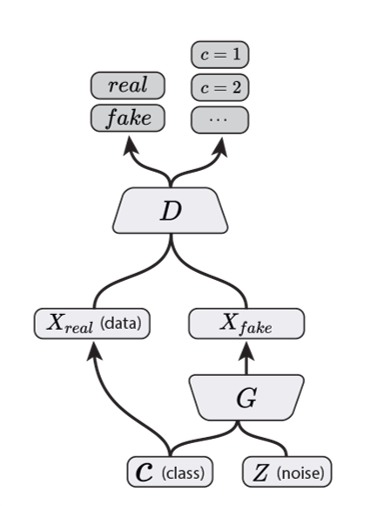 real
fake
c = 1
c = 2
...
D
X_real (data)
X_fake
G
C (class)
Z (noise)